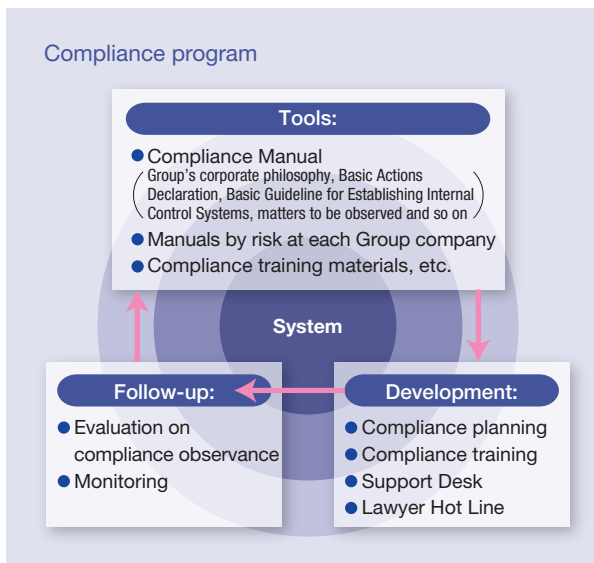 Compliance program
Tools:
● Compliance Manual
(Group's corporate philosophy, Basic Actions
Declaration, Basic Guideline for Establishing Internal
Control Systems, matters to be observed and so on)
● Manuals by risk at each Group company
● Compliance training materials, etc.
System
Follow-up:
● Evaluation on
compliance observance
● Monitoring
Development:
● Compliance planning
● Compliance training
● Support Desk
● Lawyer Hot Line